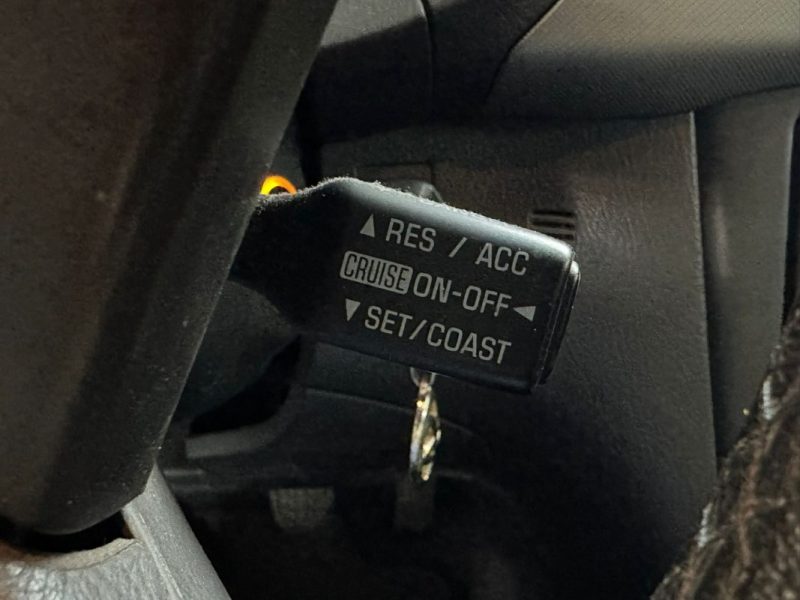 ▲ RES / ACC
CRUISE ON-OFF ◀
▼ SET/COAST